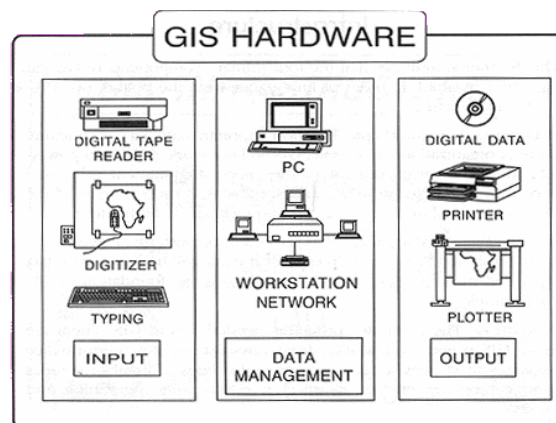 GIS HARDWARE
DIGITAL TAPE
READER
DIGITIZER
TYPING
INPUT
PC
WORKSTATION
NETWORK
DATA
MANAGEMENT
DIGITAL DATA
PRINTER
PLOTTER
OUTPUT